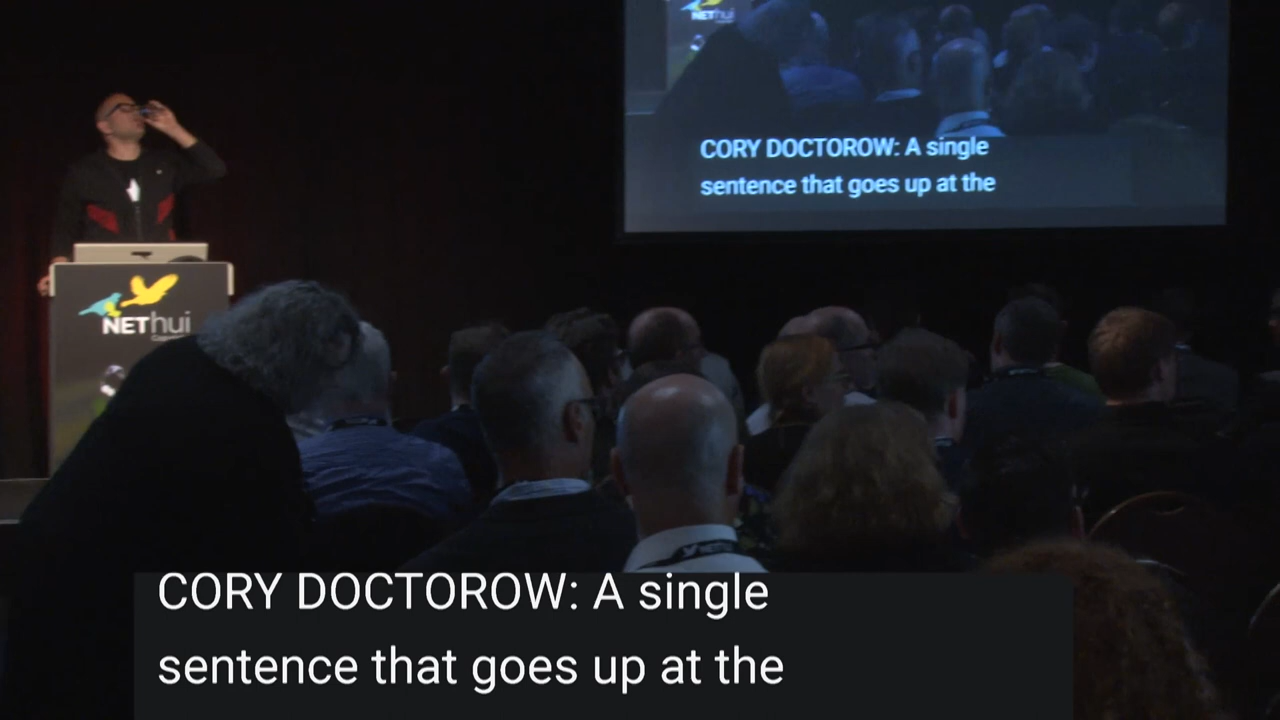 NEThui
CORY DOCTOROW: A single
sentence that goes up at the
NEThui
CORY DOCTOROW: A single
sentence that goes up at the